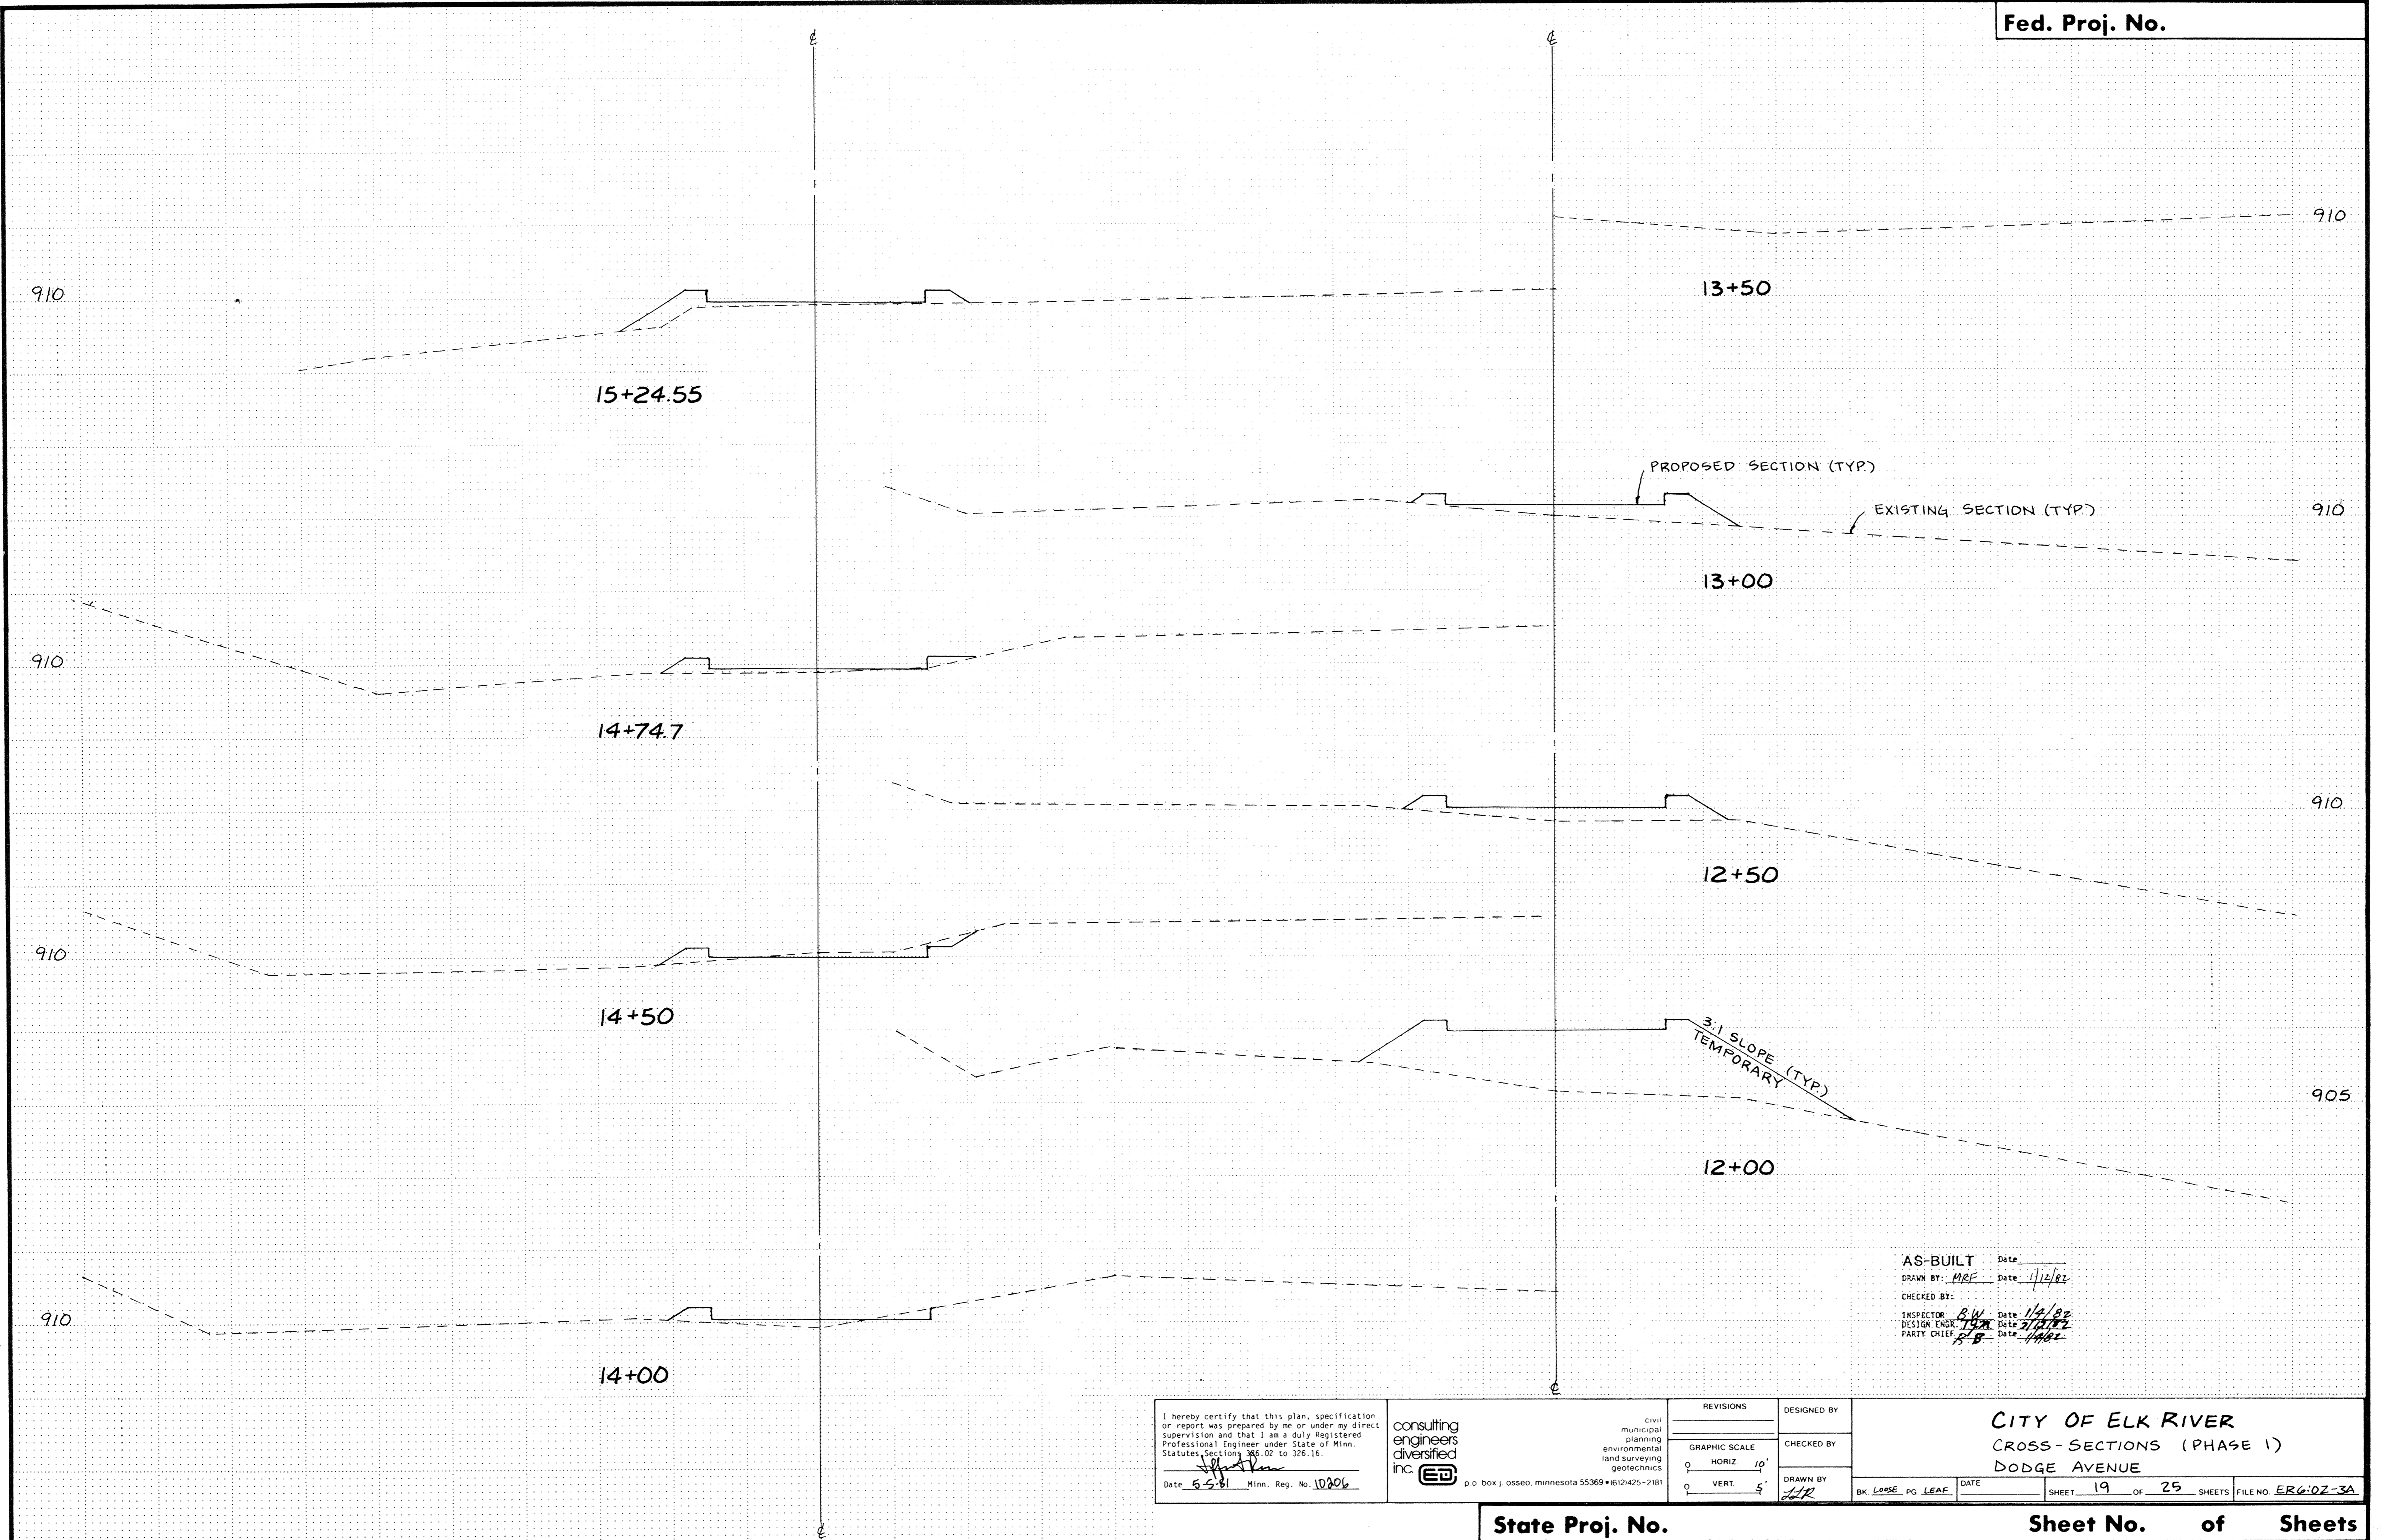 Fed. Proj. No.
℄
℄
910
13+50
910
15+24.55
PROPOSED SECTION (TYP.)
EXISTING SECTION (TYP.)
910
13+00
910
14+74.7
910
12+50
910
14+50
3:1 SLOPE (TYP.)
TEMPORARY
905
12+00
910
14+00
℄
℄
AS-BUILT Date
DRAWN BY: MRF Date 1/12/82
CHECKED BY:
INSPECTOR BW Date 1/4/82
DESIGN ENGR. Date
PARTY CHIEF Date
I hereby certify that this plan, specification
or report was prepared by me or under my direct
supervision and that I am a duly Registered
Professional Engineer under State of Minn.
Statutes, Sections 326.02 to 326.16.
Date 5-5-81 Minn. Reg. No. 10206
consulting
engineers
diversified
inc.
civil
municipal
planning
environmental
land surveying
geotechnics
p.o. box j. osseo, minnesota 55369 • (612) 425-2181
REVISIONS
GRAPHIC SCALE
0 HORIZ. 10'
0 VERT. 5'
DESIGNED BY
CHECKED BY
DRAWN BY
CITY OF ELK RIVER
CROSS-SECTIONS (PHASE 1)
DODGE AVENUE
BK. LOOSE PG. LEAF DATE SHEET 19 OF 25 SHEETS FILE NO. ER6:02-3A
State Proj. No. Sheet No. of Sheets